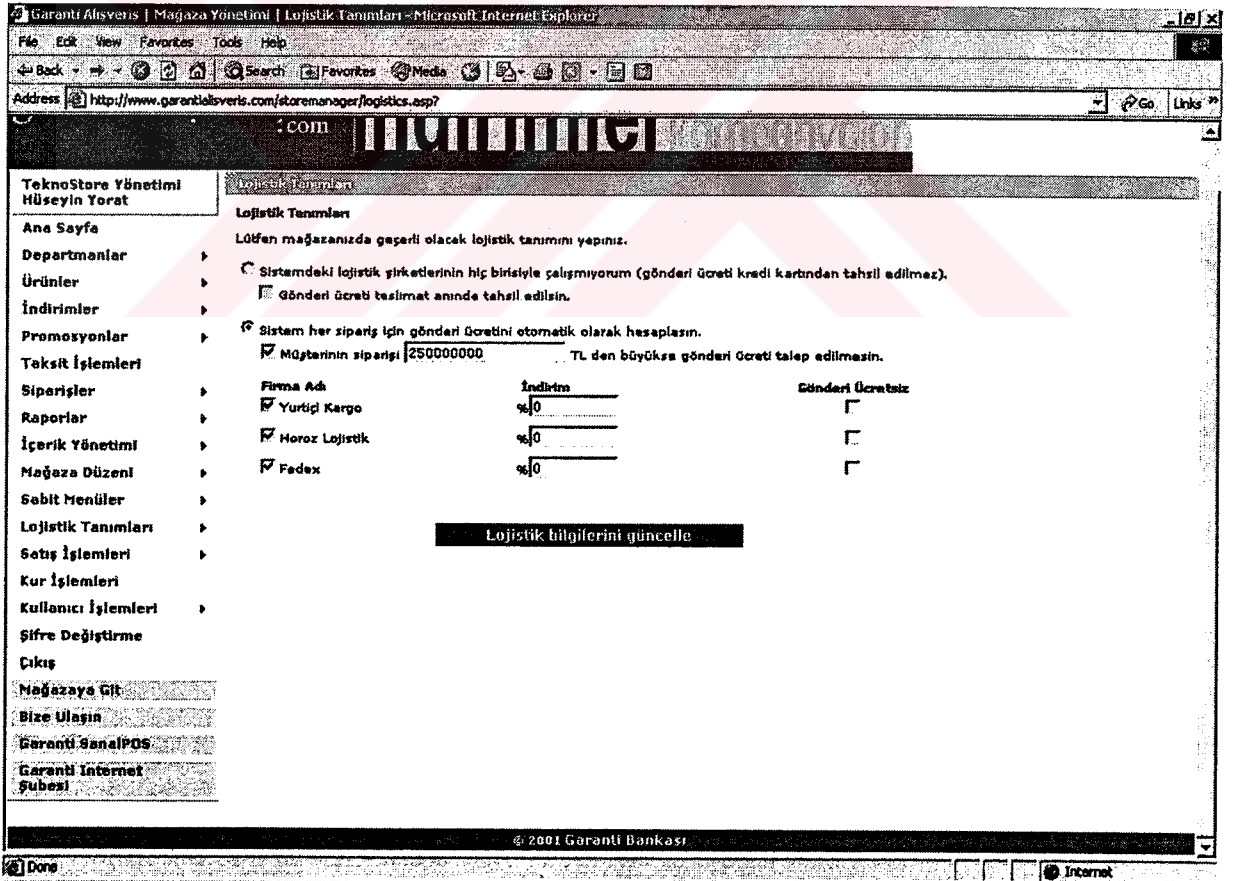 Garanti Alisveris | Mağaza Yönetimi | Lojistik Tanımları - Microsoft Internet Explorer
File Edit View Favorites Tools Help
Back Search Favorites Media
Address http://www.garantialisveris.com/storemanager/logistics.asp? Go Links »
:com indirimler
TeknoStore Yönetimi
Hüseyin Yorat
Ana Sayfa
Departmanlar
Ürünler
İndirimler
Promosyonlar
Taksit İşlemleri
Siparişler
Raporlar
İçerik Yönetimi
Mağaza Düzeni
Sabit Menüler
Lojistik Tanımları
Satış İşlemleri
Kur İşlemleri
Kullanıcı İşlemleri
Şifre Değiştirme
Çıkış
Mağazaya Git
Bize Ulaşın
Garanti SanalPOS
Garanti Internet
Şubesi
Lojistik Tanımları
Lojistik Tanımları
Lütfen mağazanızda geçerli olacak lojistik tanımını yapınız.
Sistemdeki lojistik şirketlerinin hiç birisiyle çalışmıyorum (gönderi ücreti kredi kartından tahsil edilmez).
Gönderi ücreti teslimat anında tahsil edilsin.
Sistem her sipariş için gönderi ücretini otomatik olarak hesaplasın.
Müşterinin siparişi 250000000 TL den büyükse gönderi ücreti talep edilmesin.
Firma Adı İndirim Gönderi Ücretsiz
Yurtiçi Kargo %0
Horoz Lojistik %0
Fedex %0
Lojistik bilgilerini güncelle
© 2001 Garanti Bankası
Done Internet